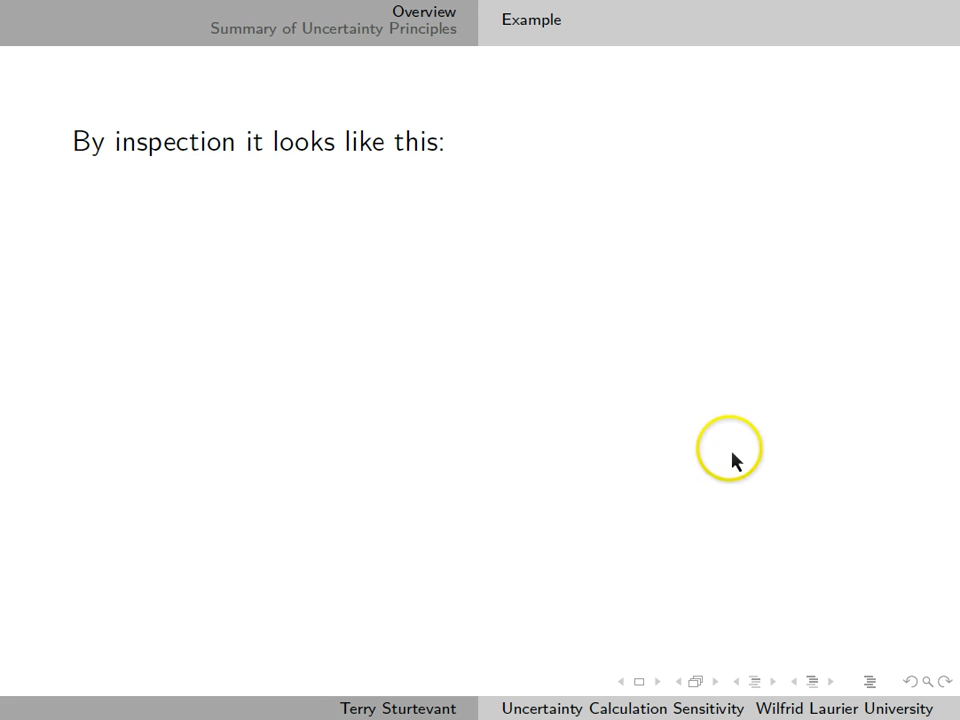 Overview
Summary of Uncertainty Principles
Example
By inspection it looks like this:
Terry Sturtevant
Uncertainty Calculation Sensitivity Wilfrid Laurier University